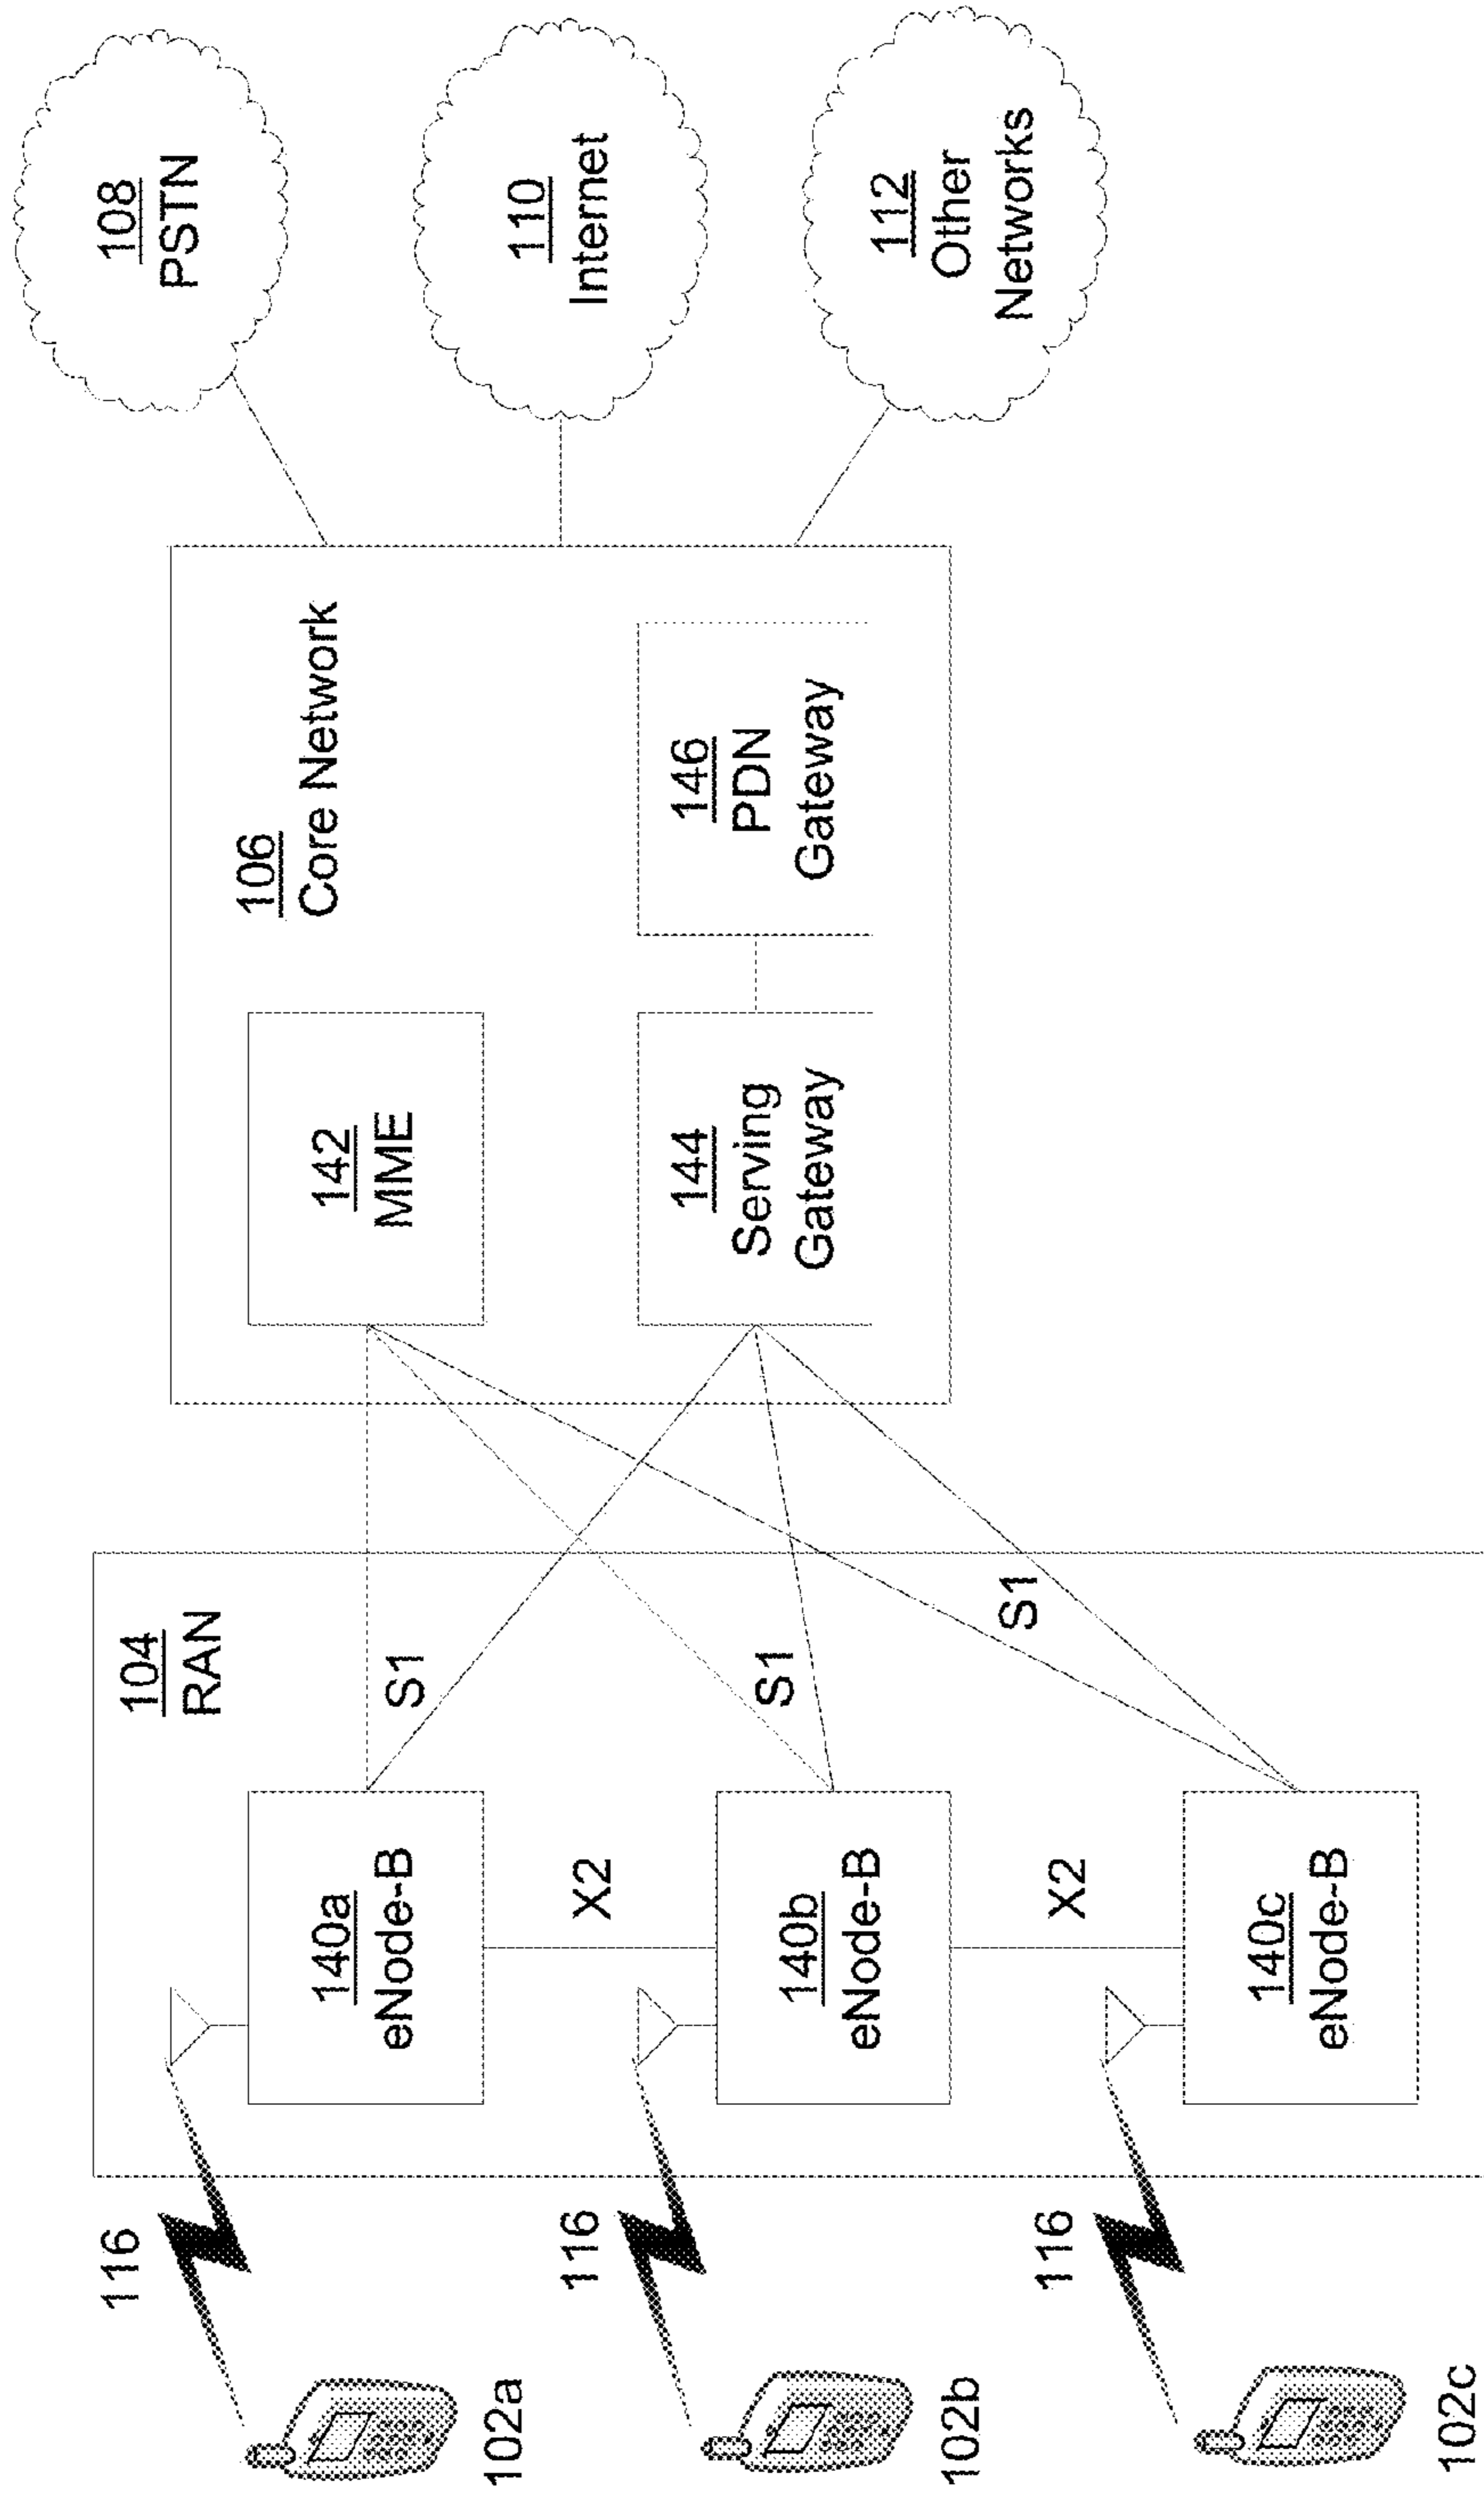 116
102a
104
RAN
140a
eNode-B
S1
X2
116
102b
140b
eNode-B
S1
X2
116
102c
140c
eNode-B
S1
106
Core Network
142
MME
144
Serving
Gateway
146
PDN
Gateway
108
PSTN
110
Internet
112
Other
Networks